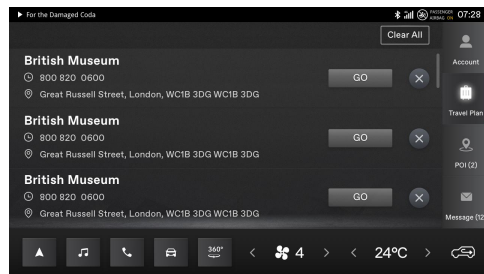 For the Damaged Coda
PASSENGER AIRBAG ON 07:28
Clear All
Account
British Museum
800 820 0600
GO
Great Russell Street, London, WC1B 3DG WC1B 3DG
Travel Plan
British Museum
800 820 0600
GO
Great Russell Street, London, WC1B 3DG WC1B 3DG
POI (2)
British Museum
800 820 0600
GO
Great Russell Street, London, WC1B 3DG WC1B 3DG
Message (12
360°
< 4 > < 24°C >